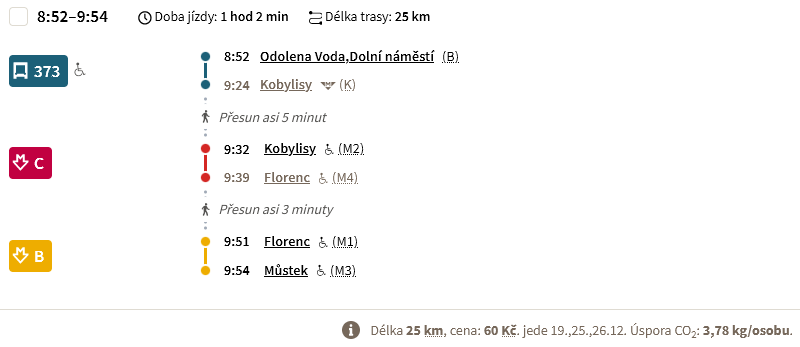 8:52–9:54 Doba jízdy: 1 hod 2 min Délka trasy: 25 km
373 8:52 Odolena Voda,Dolní náměstí (B)
9:24 Kobylisy (K)
Přesun asi 5 minut
C 9:32 Kobylisy (M2)
9:39 Florenc (M4)
Přesun asi 3 minuty
B 9:51 Florenc (M1)
9:54 Můstek (M3)
Délka 25 km, cena: 60 Kč. jede 19.,25.,26.12. Úspora CO₂: 3,78 kg/osobu.